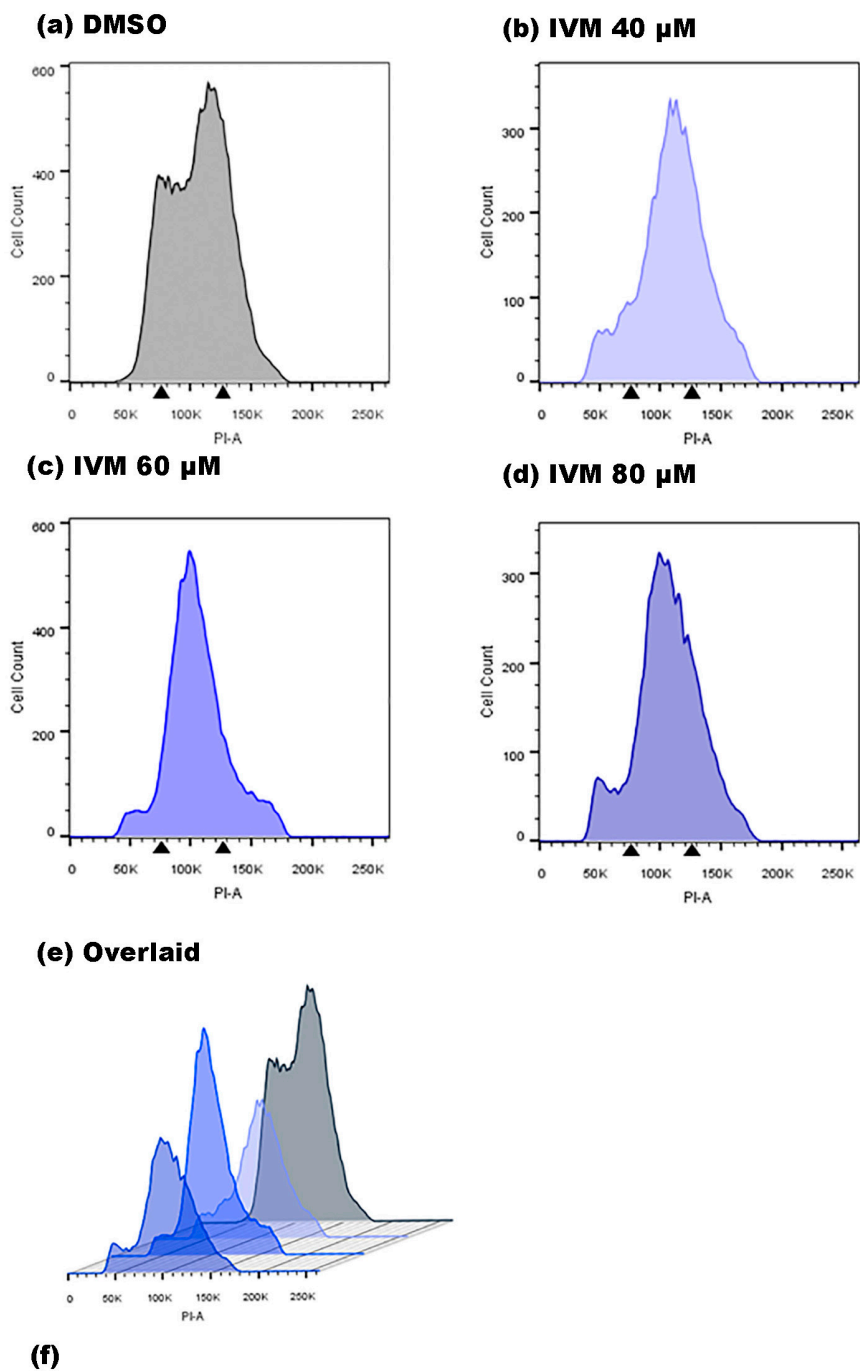 (a) DMSO
600
400
200
0
Cell Count
0 50K 100K 150K 200K 250K
PI-A
(b) IVM 40 µM
300
200
100
0
Cell Count
0 50K 100K 150K 200K 250K
PI-A
(c) IVM 60 µM
600
400
200
0
Cell Count
0 50K 100K 150K 200K 250K
PI-A
(d) IVM 80 µM
300
200
100
0
Cell Count
0 50K 100K 150K 200K 250K
PI-A
(e) Overlaid
0 50K 100K 150K 200K 250K
PI-A
(f)